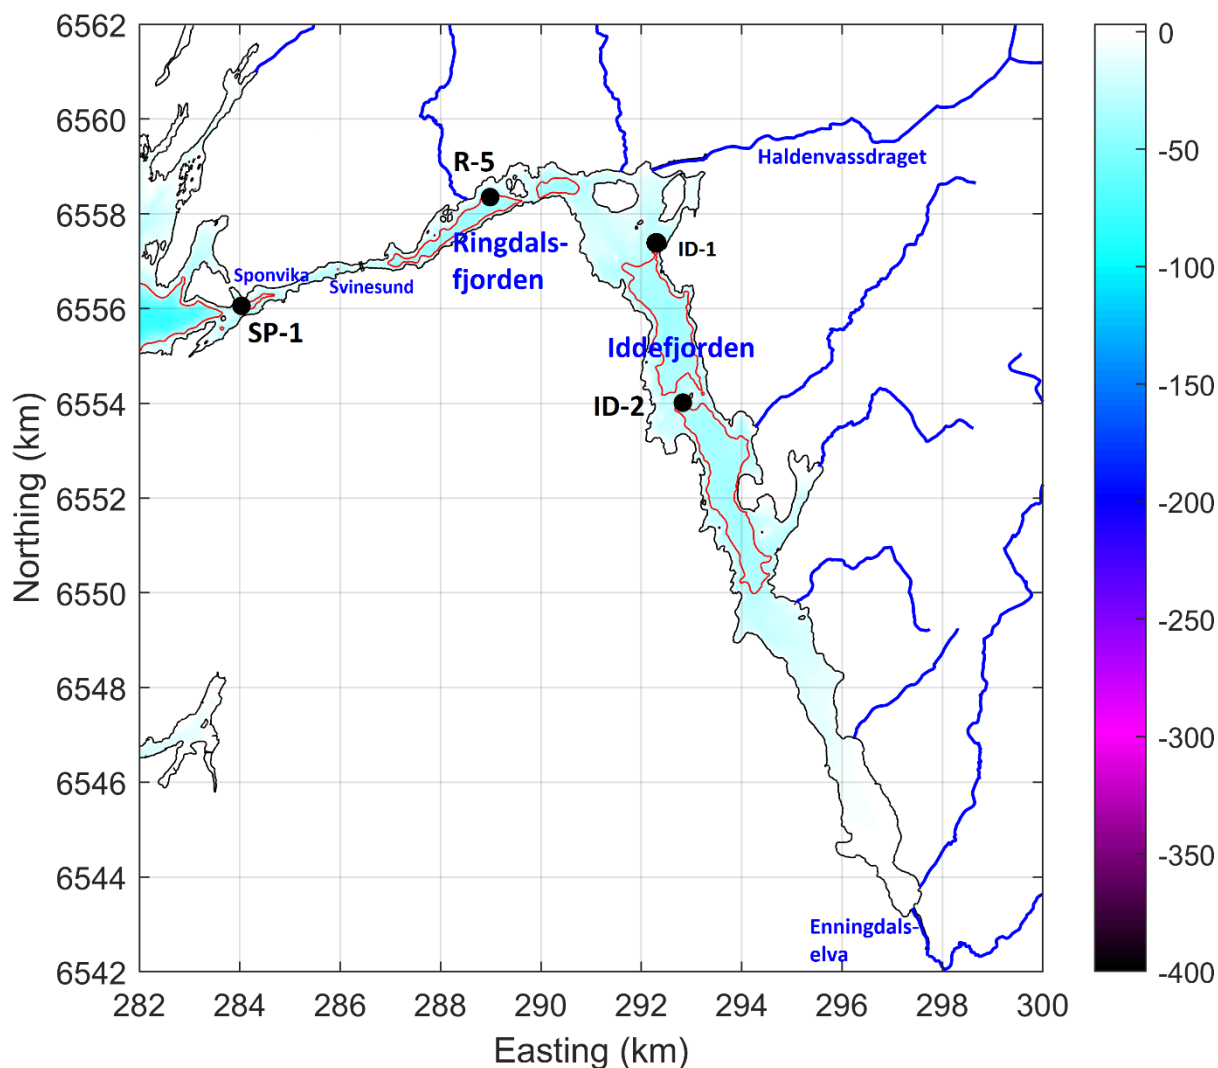 6562
6560
6558
6556
6554
6552
6550
6548
6546
6544
6542
Northing (km)
282
284
286
288
290
292
294
296
298
300
Easting (km)
0
-50
-100
-150
-200
-250
-300
-350
-400
Haldenvassdraget
R-5
Ringdals-
fjorden
ID-1
Sponvika
Svinesund
SP-1
Iddefjorden
ID-2
Enningdals-
elva